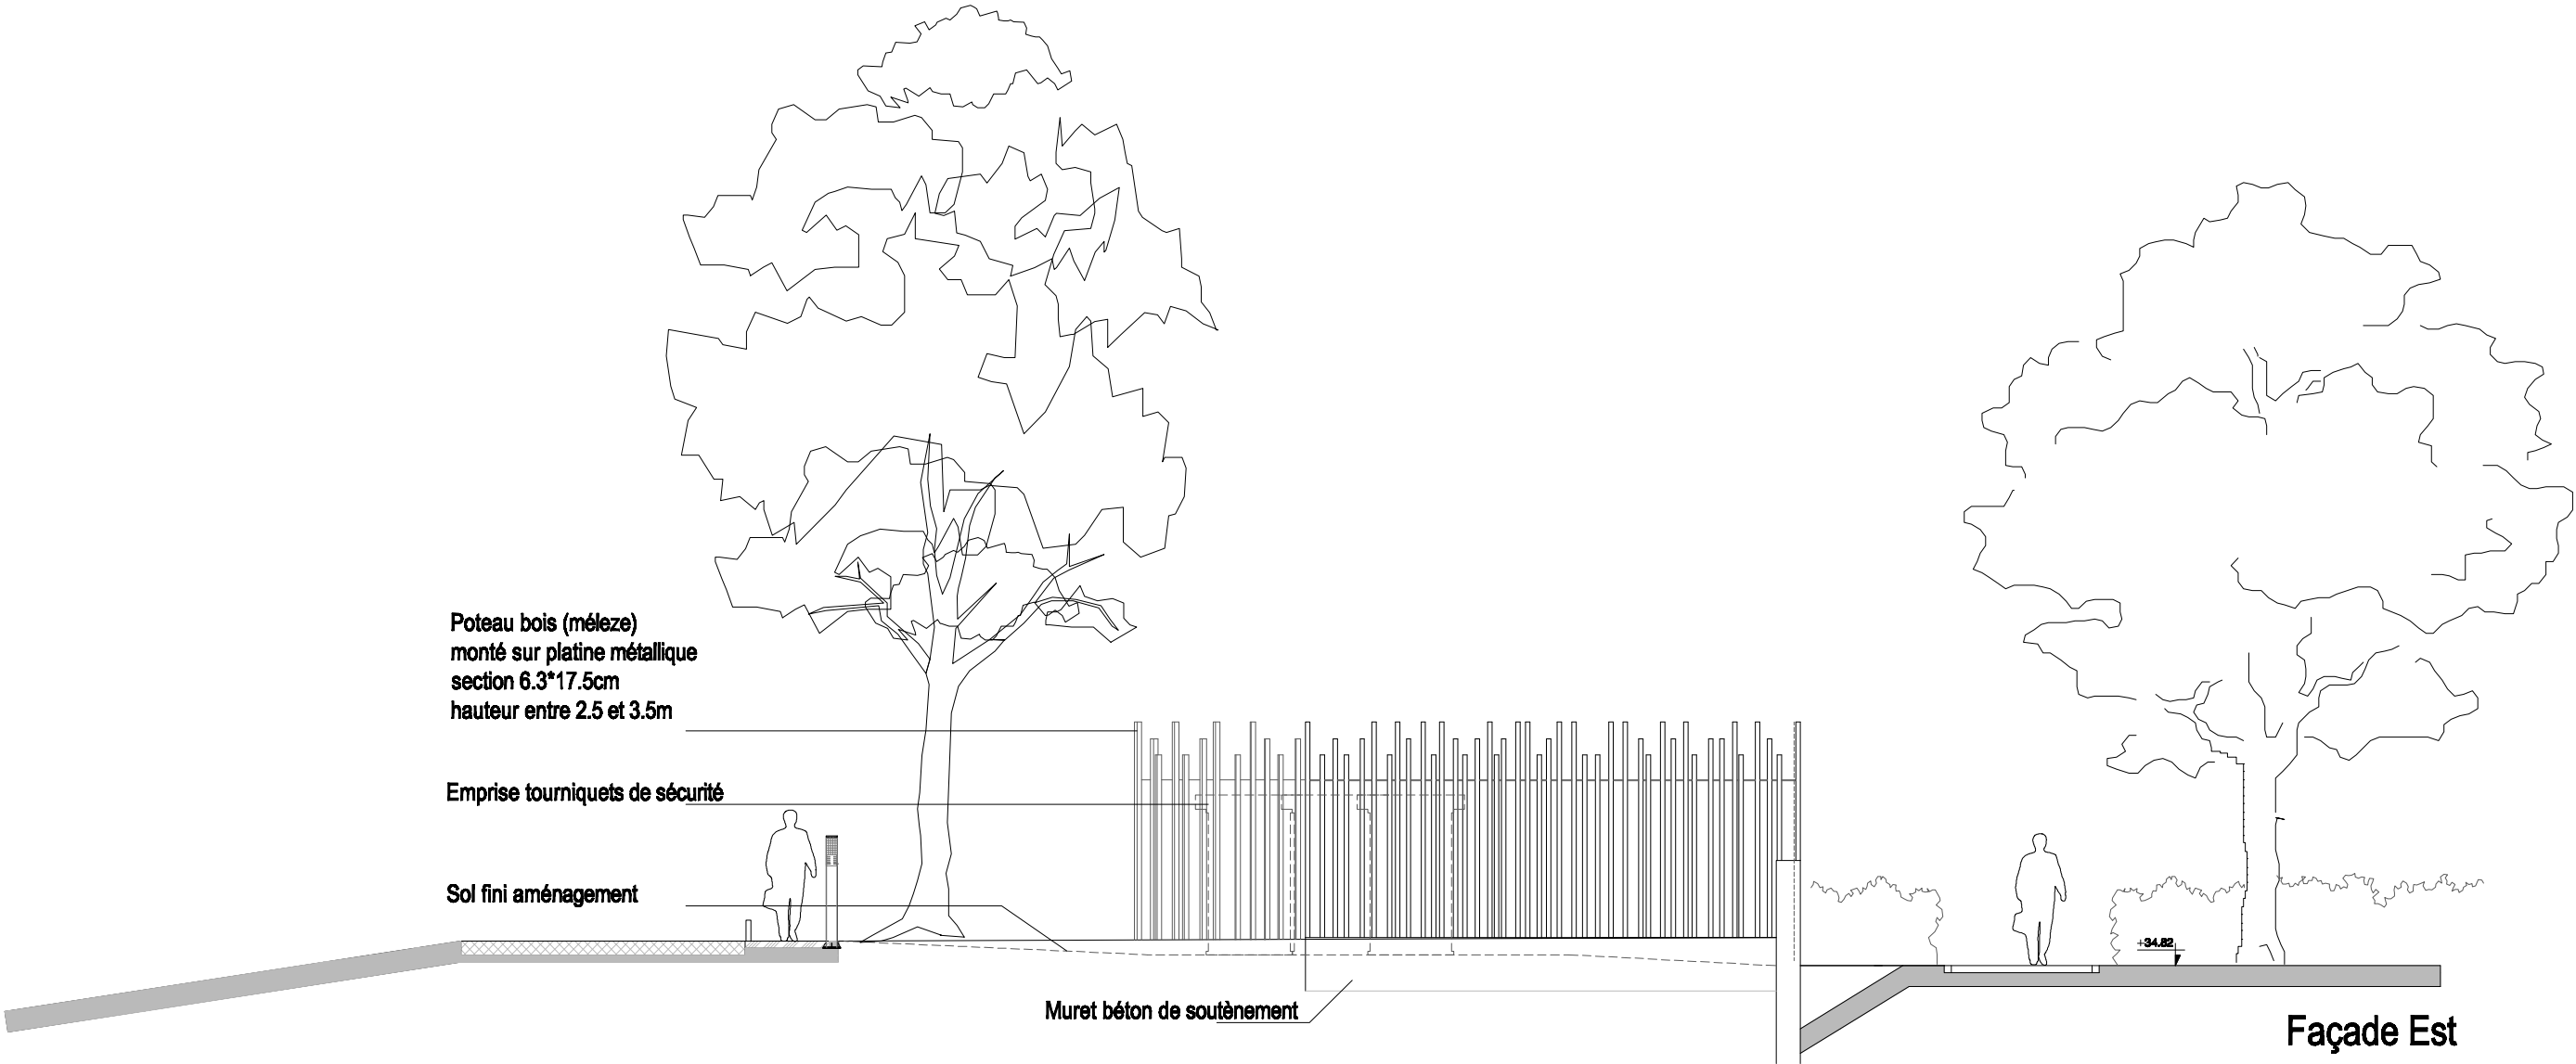 Poteau bois (méleze)
monté sur platine métallique
section 6.3*17.5cm
hauteur entre 2.5 et 3.5m
Emprise tourniquets de sécurité
Sol fini aménagement
+34.82
Muret béton de soutènement
Façade Est